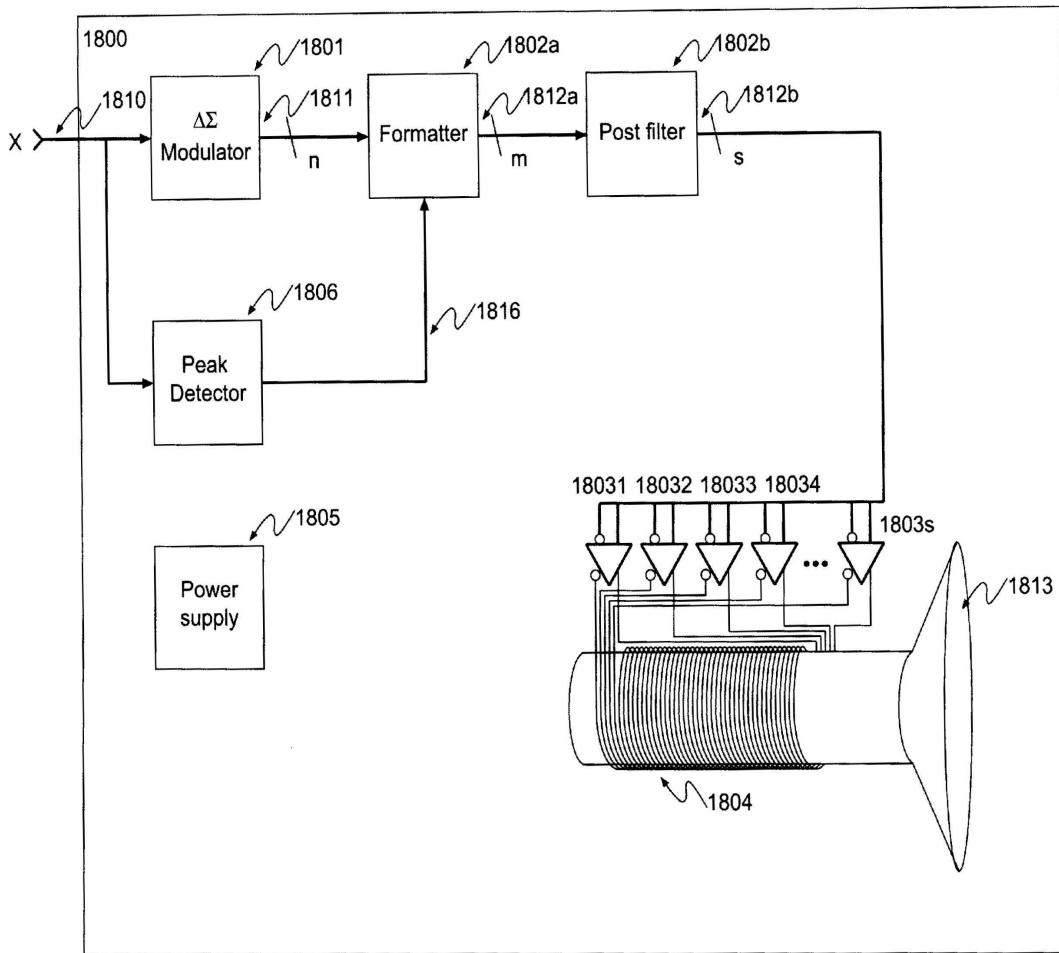 1800
1801
1802a
1802b
1810
1811
1812a
1812b
X
ΔΣ
Modulator
n
Formatter
m
Post filter
s
1806
1816
Peak
Detector
18031 18032 18033 18034
1803s
1805
Power
supply
1813
1804